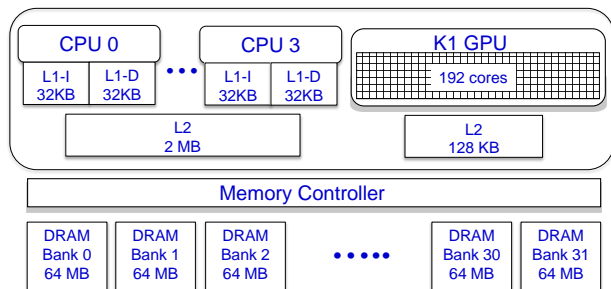 CPU 0
CPU 3
K1 GPU
L1-I
32KB
L1-D
32KB
L1-I
32KB
L1-D
32KB
192 cores
L2
2 MB
L2
128 KB
Memory Controller
DRAM
Bank 0
64 MB
DRAM
Bank 1
64 MB
DRAM
Bank 2
64 MB
DRAM
Bank 30
64 MB
DRAM
Bank 31
64 MB